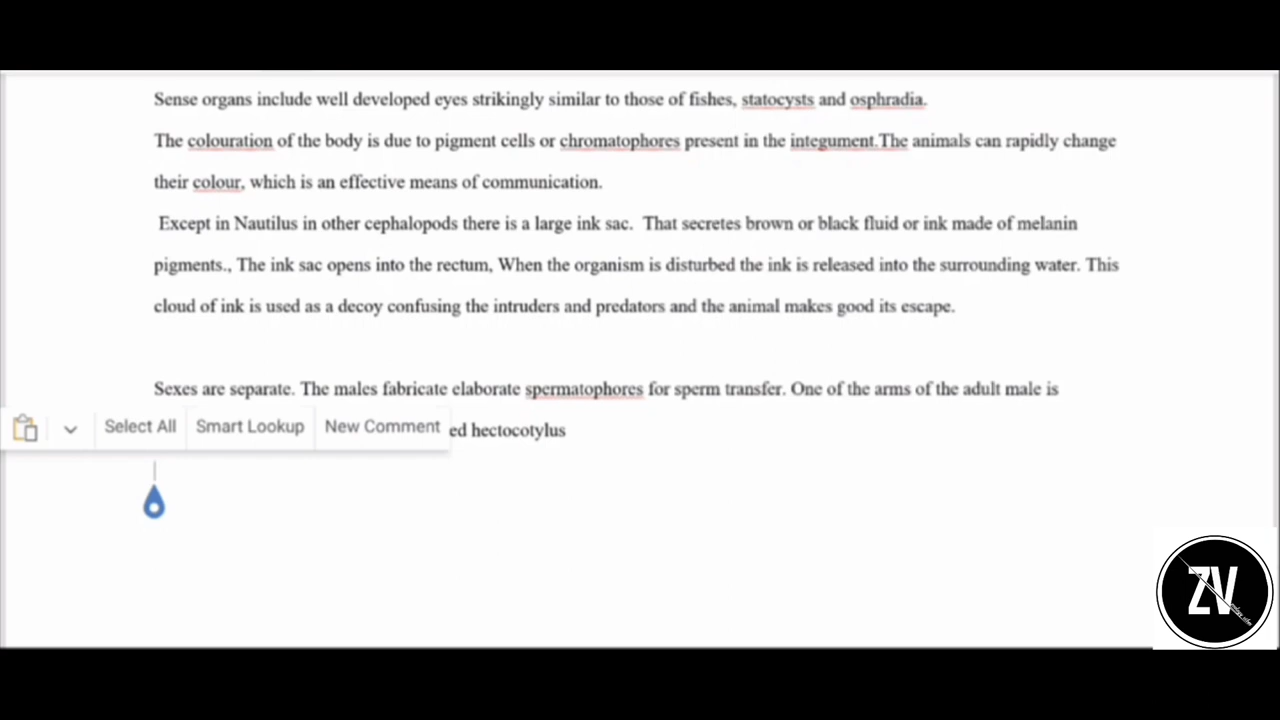 Sense organs include well developed eyes strikingly similar to those of fishes, statocysts and osphradia.
The colouration of the body is due to pigment cells or chromatophores present in the integument.The animals can rapidly change
their colour, which is an effective means of communication.
Except in Nautilus in other cephalopods there is a large ink sac. That secretes brown or black fluid or ink made of melanin
pigments., The ink sac opens into the rectum, When the organism is disturbed the ink is released into the surrounding water. This
cloud of ink is used as a decoy confusing the intruders and predators and the animal makes good its escape.
Sexes are separate. The males fabricate elaborate spermatophores for sperm transfer. One of the arms of the adult male is
Select All Smart Lookup New Comment ed hectocotylus
ZV